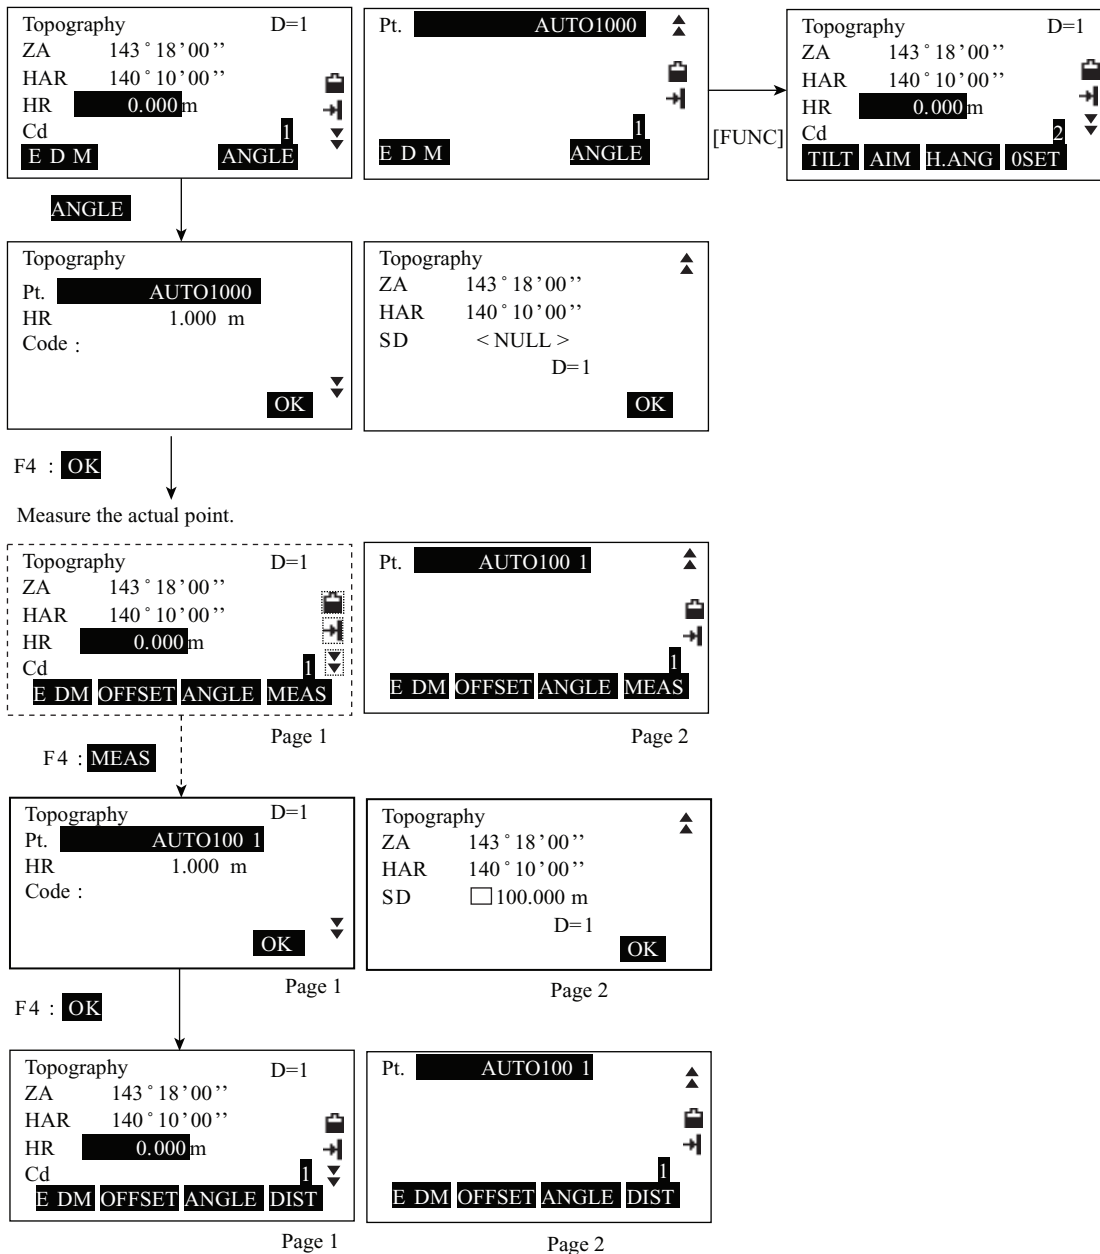 Topography D=1
ZA 143°18’00’’
HAR 140°10’00’’
HR 0.000 m
Cd 1
E D M ANGLE
Pt. AUTO1000
1
E D M ANGLE
[FUNC]
Topography D=1
ZA 143°18’00’’
HAR 140°10’00’’
HR 0.000 m
Cd 2
TILT AIM H.ANG 0SET
ANGLE
Topography
Pt. AUTO1000
HR 1.000 m
Code :
OK
Topography
ZA 143°18’00’’
HAR 140°10’00’’
SD < NULL >
D=1
OK
F4 : OK
Measure the actual point.
Topography D=1
ZA 143°18’00’’
HAR 140°10’00’’
HR 0.000 m
Cd 1
E DM OFFSET ANGLE MEAS
Page 1
Pt. AUTO100 1
1
E DM OFFSET ANGLE MEAS
Page 2
F4 : MEAS
Topography D=1
Pt. AUTO100 1
HR 1.000 m
Code :
OK
Page 1
Topography
ZA 143°18’00’’
HAR 140°10’00’’
SD 100.000 m
D=1
OK
Page 2
F4 : OK
Topography D=1
ZA 143°18’00’’
HAR 140°10’00’’
HR 0.000 m
Cd 1
E DM OFFSET ANGLE DIST
Page 1
Pt. AUTO100 1
1
E DM OFFSET ANGLE DIST
Page 2